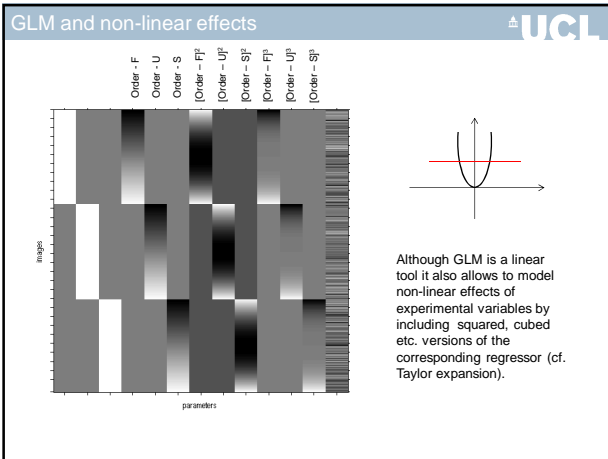 GLM and non-linear effects
UCL
Order - F
Order - U
Order - S
[Order – F]²
[Order – U]²
[Order – S]²
[Order – F]³
[Order – U]³
[Order – S]³
images
parameters
Although GLM is a linear
tool it also allows to model
non-linear effects of
experimental variables by
including squared, cubed
etc. versions of the
corresponding regressor (cf.
Taylor expansion).